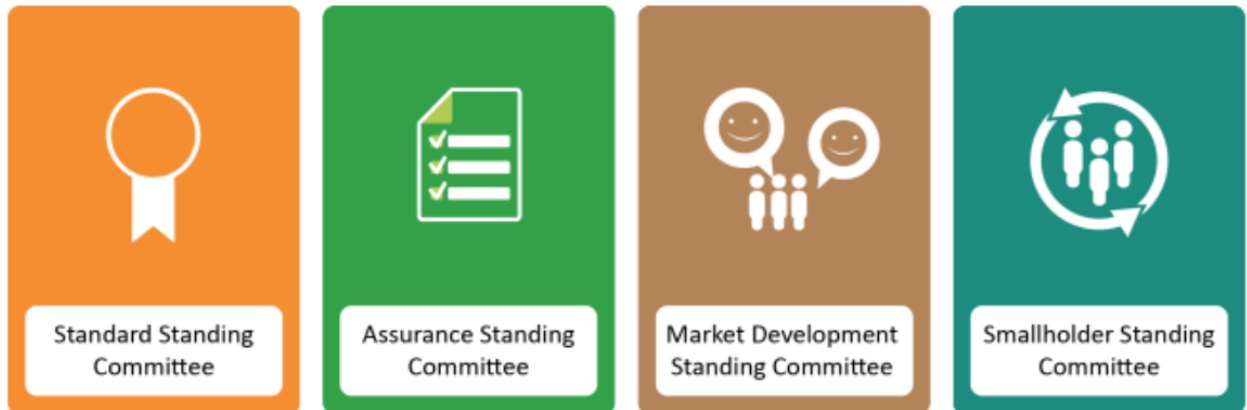 Standard Standing
Committee
Assurance Standing
Committee
Market Development
Standing Committee
Smallholder Standing
Committee